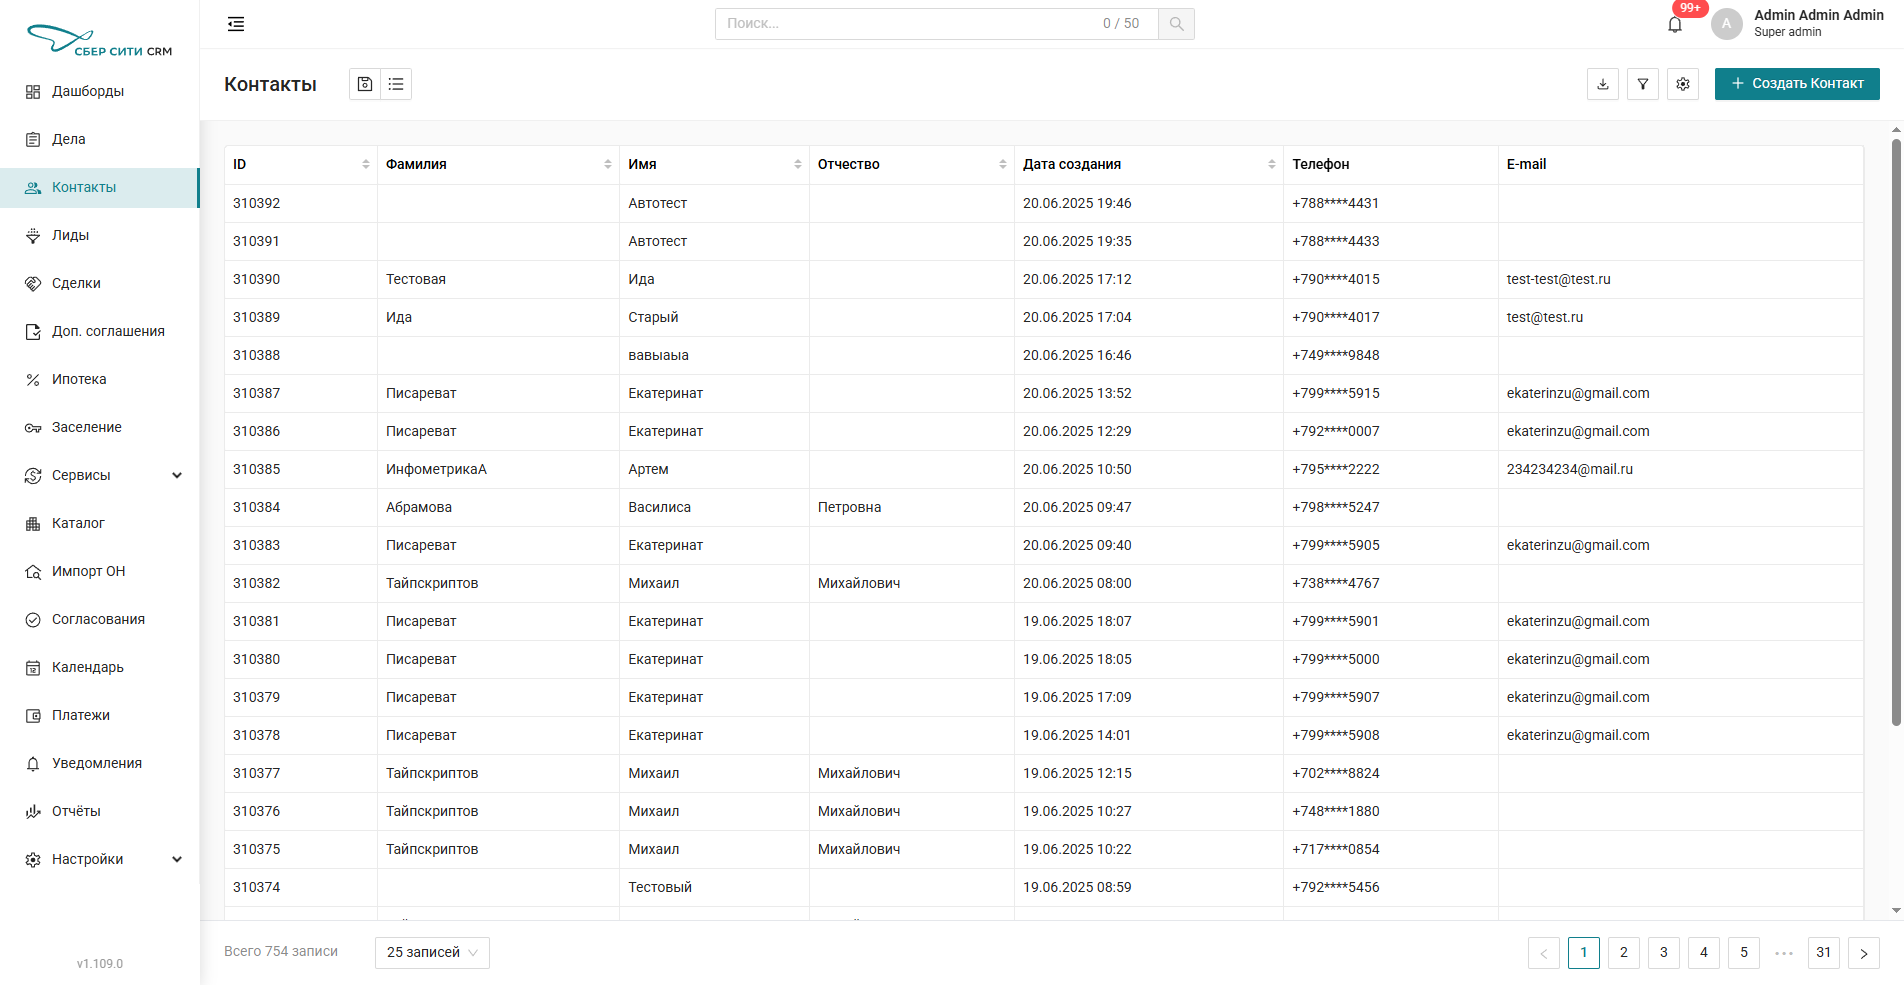 СБЕР СИТИ CRM
Поиск...
0 / 50
99+
A
Admin Admin Admin
Super admin
Дашборды
Дела
Контакты
Лиды
Сделки
Доп. соглашения
Ипотека
Заселение
Сервисы
Каталог
Импорт ОН
Согласования
Календарь
Платежи
Уведомления
Отчёты
Настройки
v1.109.0
Контакты
Создать Контакт
ID Фамилия Имя Отчество Дата создания Телефон E-mail
310392 Автотест 20.06.2025 19:46 +788****4431
310391 Автотест 20.06.2025 19:35 +788****4433
310390 Тестовая Ида 20.06.2025 17:12 +790****4015 test-test@test.ru
310389 Ида Старый 20.06.2025 17:04 +790****4017 test@test.ru
310388 вавыаыа 20.06.2025 16:46 +749****9848
310387 Писареват Екатеринат 20.06.2025 13:52 +799****5915 ekaterinzu@gmail.com
310386 Писареват Екатеринат 20.06.2025 12:29 +792****0007 ekaterinzu@gmail.com
310385 ИнфометрикаА Артем 20.06.2025 10:50 +795****2222 234234234@mail.ru
310384 Абрамова Василиса Петровна 20.06.2025 09:47 +798****5247
310383 Писареват Екатеринат 20.06.2025 09:40 +799****5905 ekaterinzu@gmail.com
310382 Тайпскриптов Михаил Михайлович 20.06.2025 08:00 +738****4767
310381 Писареват Екатеринат 19.06.2025 18:07 +799****5901 ekaterinzu@gmail.com
310380 Писареват Екатеринат 19.06.2025 18:05 +799****5000 ekaterinzu@gmail.com
310379 Писареват Екатеринат 19.06.2025 17:09 +799****5907 ekaterinzu@gmail.com
310378 Писареват Екатеринат 19.06.2025 14:01 +799****5908 ekaterinzu@gmail.com
310377 Тайпскриптов Михаил Михайлович 19.06.2025 12:15 +702****8824
310376 Тайпскриптов Михаил Михайлович 19.06.2025 10:27 +748****1880
310375 Тайпскриптов Михаил Михайлович 19.06.2025 10:22 +717****0854
310374 Тестовый 19.06.2025 08:59 +792****5456
Всего 754 записи
25 записей
< 1 2 3 4 5 ••• 31 >